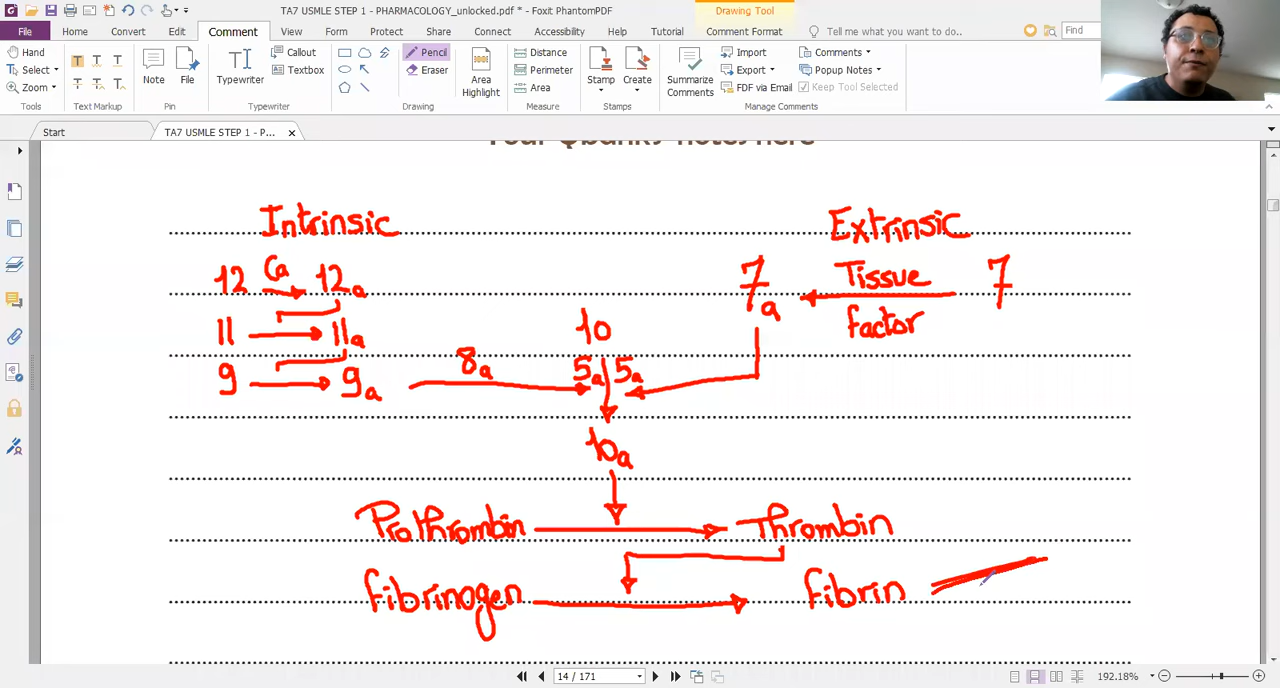 TA7 USMLE STEP 1 - PHARMACOLOGY_unlocked.pdf * - Foxit PhantomPDF
Drawing Tool
File Home Convert Edit Comment View Form Protect Share Connect Accessibility Help Tutorial Comment Format Tell me what you want to do.. Find
Hand Callout Pencil Distance Import Comments
Select Textbox Eraser Perimeter Export Popup Notes
Zoom Note File Typewriter Area Highlight Area Stamp Create Summarize Comments FDF via Email Keep Tool Selected
Tools Text Markup Pin Typewriter Drawing Measure Stamps Manage Comments
Start TA7 USMLE STEP 1 - P...
Your Qbanks notes here
Intrinsic Extrinsic
12 Ca 12a 7a Tissue factor 7
11 11a 10
9 9a 8a 5a 5a
10a
Prothrombin Thrombin
fibrinogen fibrin
14 / 171 192.18%